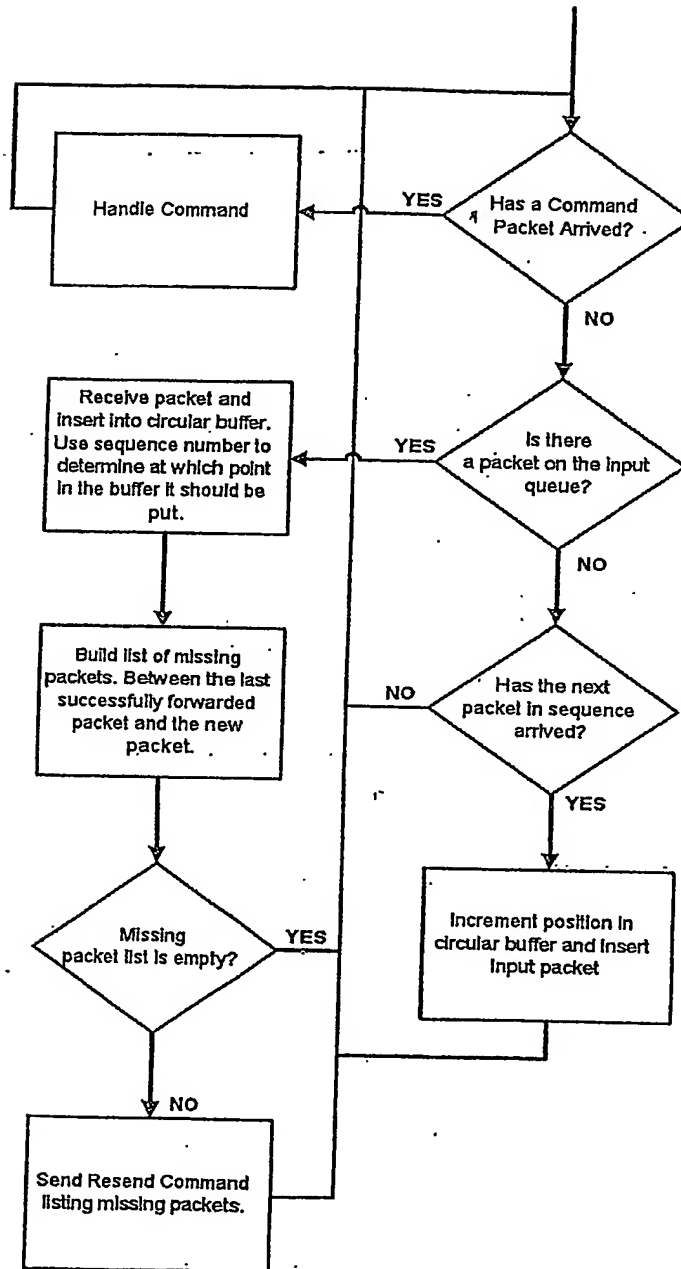 Has a Command
Packet Arrived?
YES
NO
Handle Command
Is there
a packet on the input
queue?
YES
NO
Receive packet and
insert into circular buffer.
Use sequence number to
determine at which point
in the buffer it should be
put.
Build list of missing
packets. Between the last
successfully forwarded
packet and the new
packet.
Has the next
packet in sequence
arrived?
NO
YES
Missing
packet list is empty?
YES
NO
Increment position in
circular buffer and insert
input packet
Send Resend Command
listing missing packets.